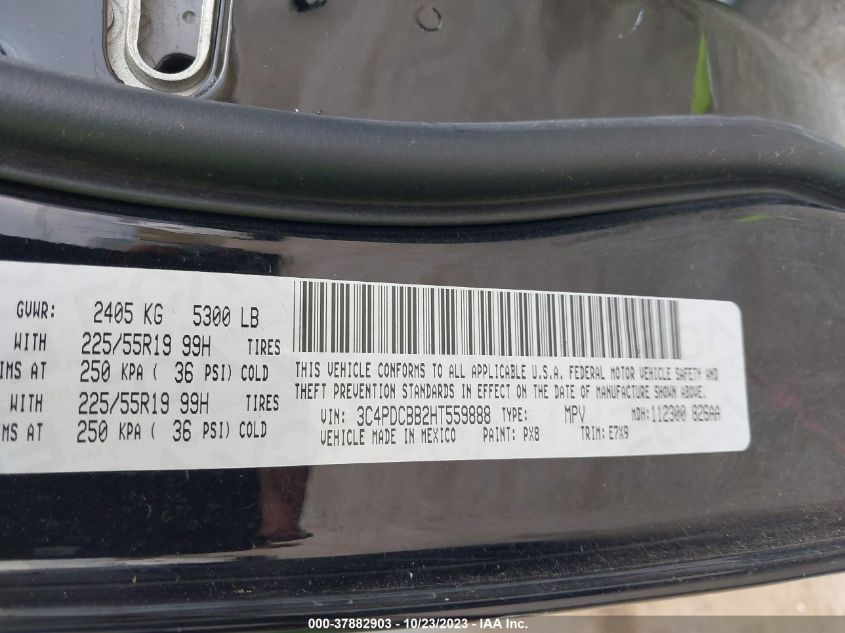 GVWR: 2405 KG 5300 LB
WITH 225/55R19 99H TIRES
IMS AT 250 KPA ( 36 PSI) COLD
WITH 225/55R19 99H TIRES
IMS AT 250 KPA ( 36 PSI) COLD
THIS VEHICLE CONFORMS TO ALL APPLICABLE U.S.A. FEDERAL MOTOR VEHICLE SAFETY AND
THEFT PREVENTION STANDARDS IN EFFECT ON THE DATE OF MANUFACTURE SHOWN ABOVE.
VIN: 3C4PDCBB2HT559888 TYPE: MPV MDH: 112300 826AA
VEHICLE MADE IN MEXICO PAINT: PX8 TRIM: E7X9
000-37882903 - 10/23/2023 - IAA Inc.